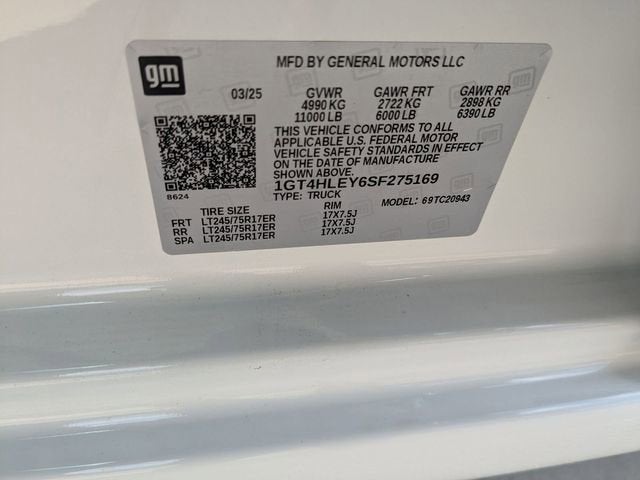 gm
MFD BY GENERAL MOTORS LLC
03/25 GVWR GAWR FRT GAWR RR
4990 KG 2722 KG 2898 KG
11000 LB 6000 LB 6390 LB
THIS VEHICLE CONFORMS TO ALL
APPLICABLE U.S. FEDERAL MOTOR
VEHICLE SAFETY STANDARDS IN EFFECT
ON THE DATE OF MANUFACTURE
SHOWN ABOVE.
8624
1GT4HLEY6SF275169
TYPE: TRUCK MODEL: 69TC20943
TIRE SIZE RIM
FRT LT245/75R17ER 17X7.5J
RR LT245/75R17ER 17X7.5J
SPA LT245/75R17ER 17X7.5J